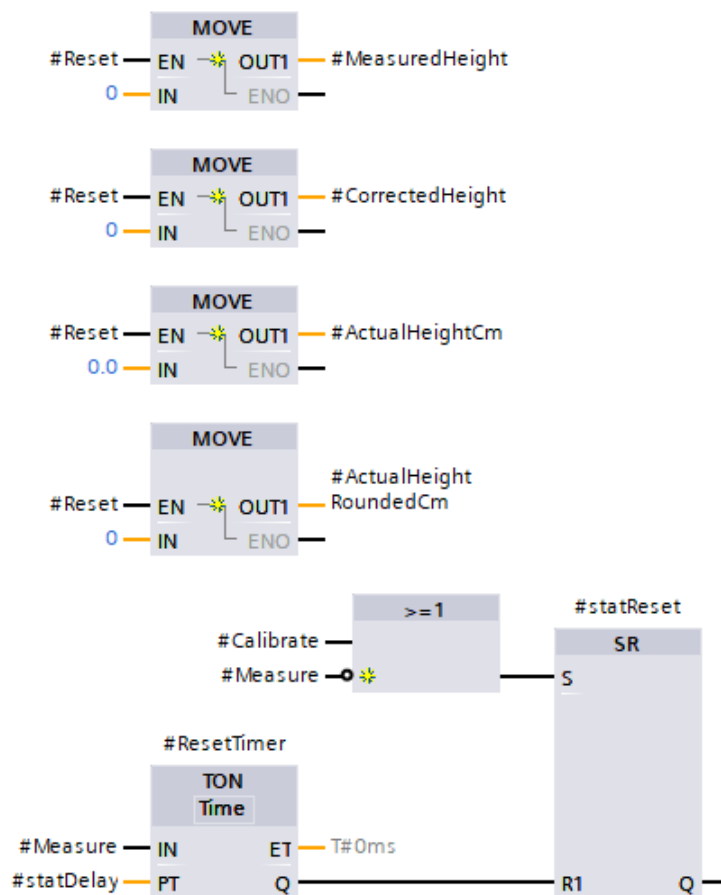 MOVE
#Reset EN OUT1 #MeasuredHeight
0 IN ENO
MOVE
#Reset EN OUT1 #CorrectedHeight
0 IN ENO
MOVE
#Reset EN OUT1 #ActualHeightCm
0.0 IN ENO
MOVE
#ActualHeight
#Reset EN OUT1 RoundedCm
0 IN ENO
>=1 #statReset
#Calibrate SR
#Measure S
#ResetTimer
TON
Time
#Measure IN ET T#0ms
#statDelay PT Q R1 Q